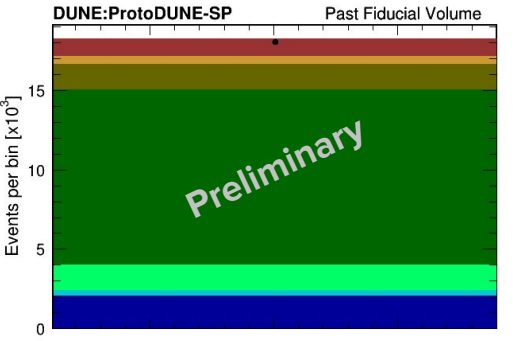 DUNE:ProtoDUNE-SP Past Fiducial Volume
Events per bin [x10³]
15
10
5
0
Preliminary